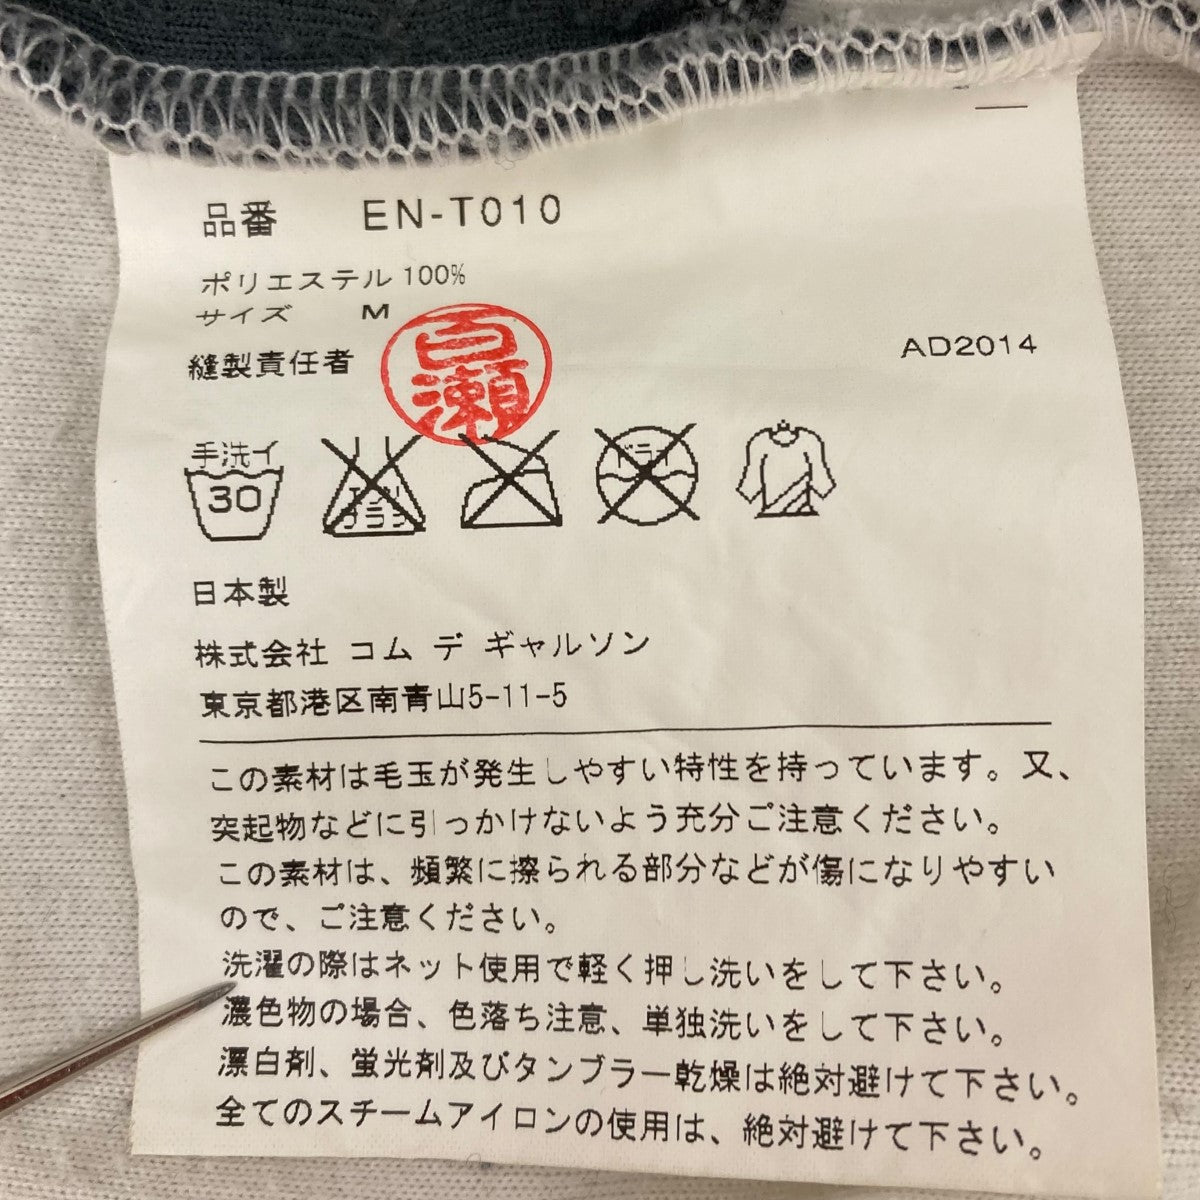 品番 EN-T010
ポリエステル 100%
サイズ M
縫製責任者 百瀬
AD2014
手洗イ
30
エンソ
サラシ
ドライ
日本製
株式会社 コム デ ギャルソン
東京都港区南青山5-11-5
この素材は毛玉が発生しやすい特性を持っています。又、
突起物などに引っかけないよう充分ご注意ください。
この素材は、頻繁に擦られる部分などが傷になりやすい
ので、ご注意ください。
洗濯の際はネット使用で軽く押し洗いをして下さい。
濃色物の場合、色落ち注意、単独洗いをして下さい。
漂白剤、蛍光剤及びタンブラー乾燥は絶対避けて下さい。
全てのスチームアイロンの使用は、絶対避けて下さい。